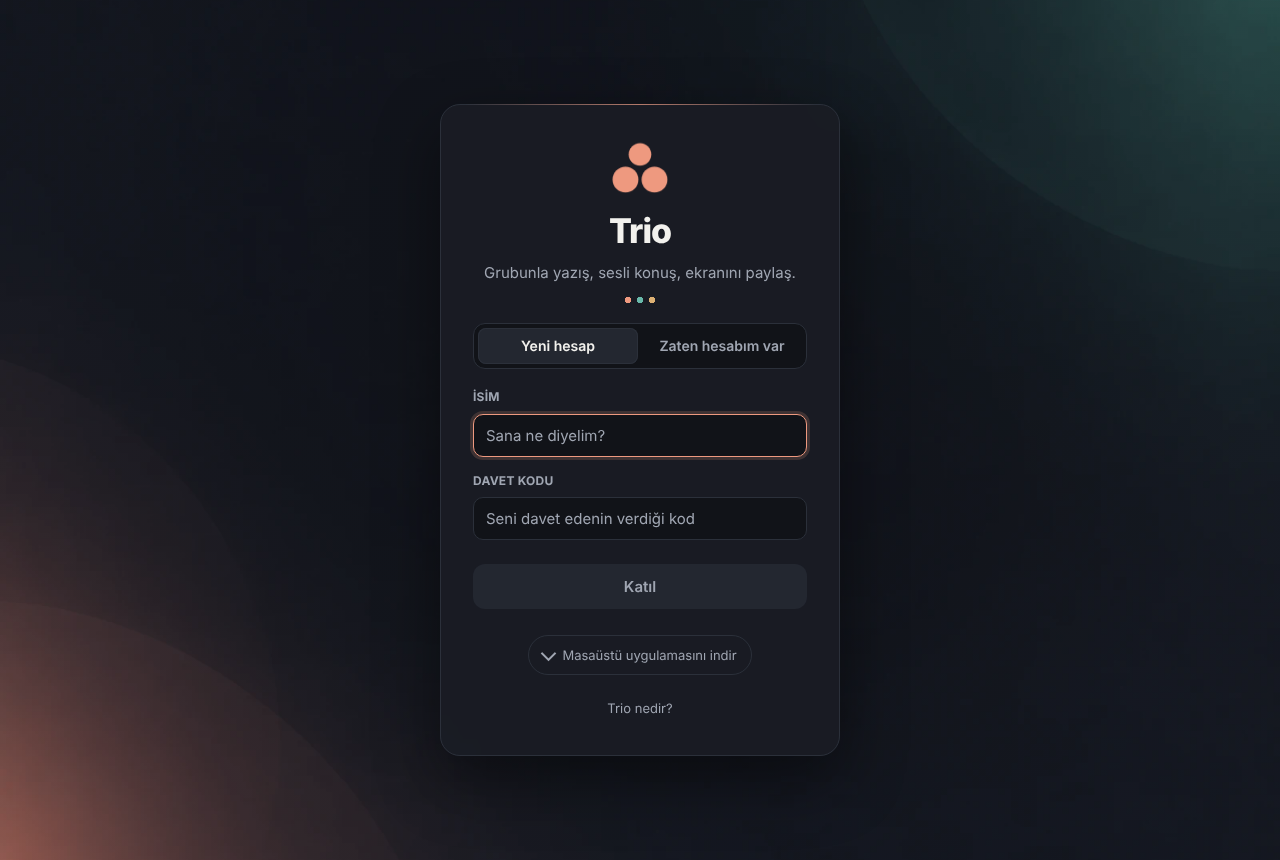 Trio
Grubunla yazış, sesli konuş, ekranını paylaş.
Yeni hesap
Zaten hesabım var
İSİM
Sana ne diyelim?
DAVET KODU
Seni davet edenin verdiği kod
Katıl
Masaüstü uygulamasını indir
Trio nedir?